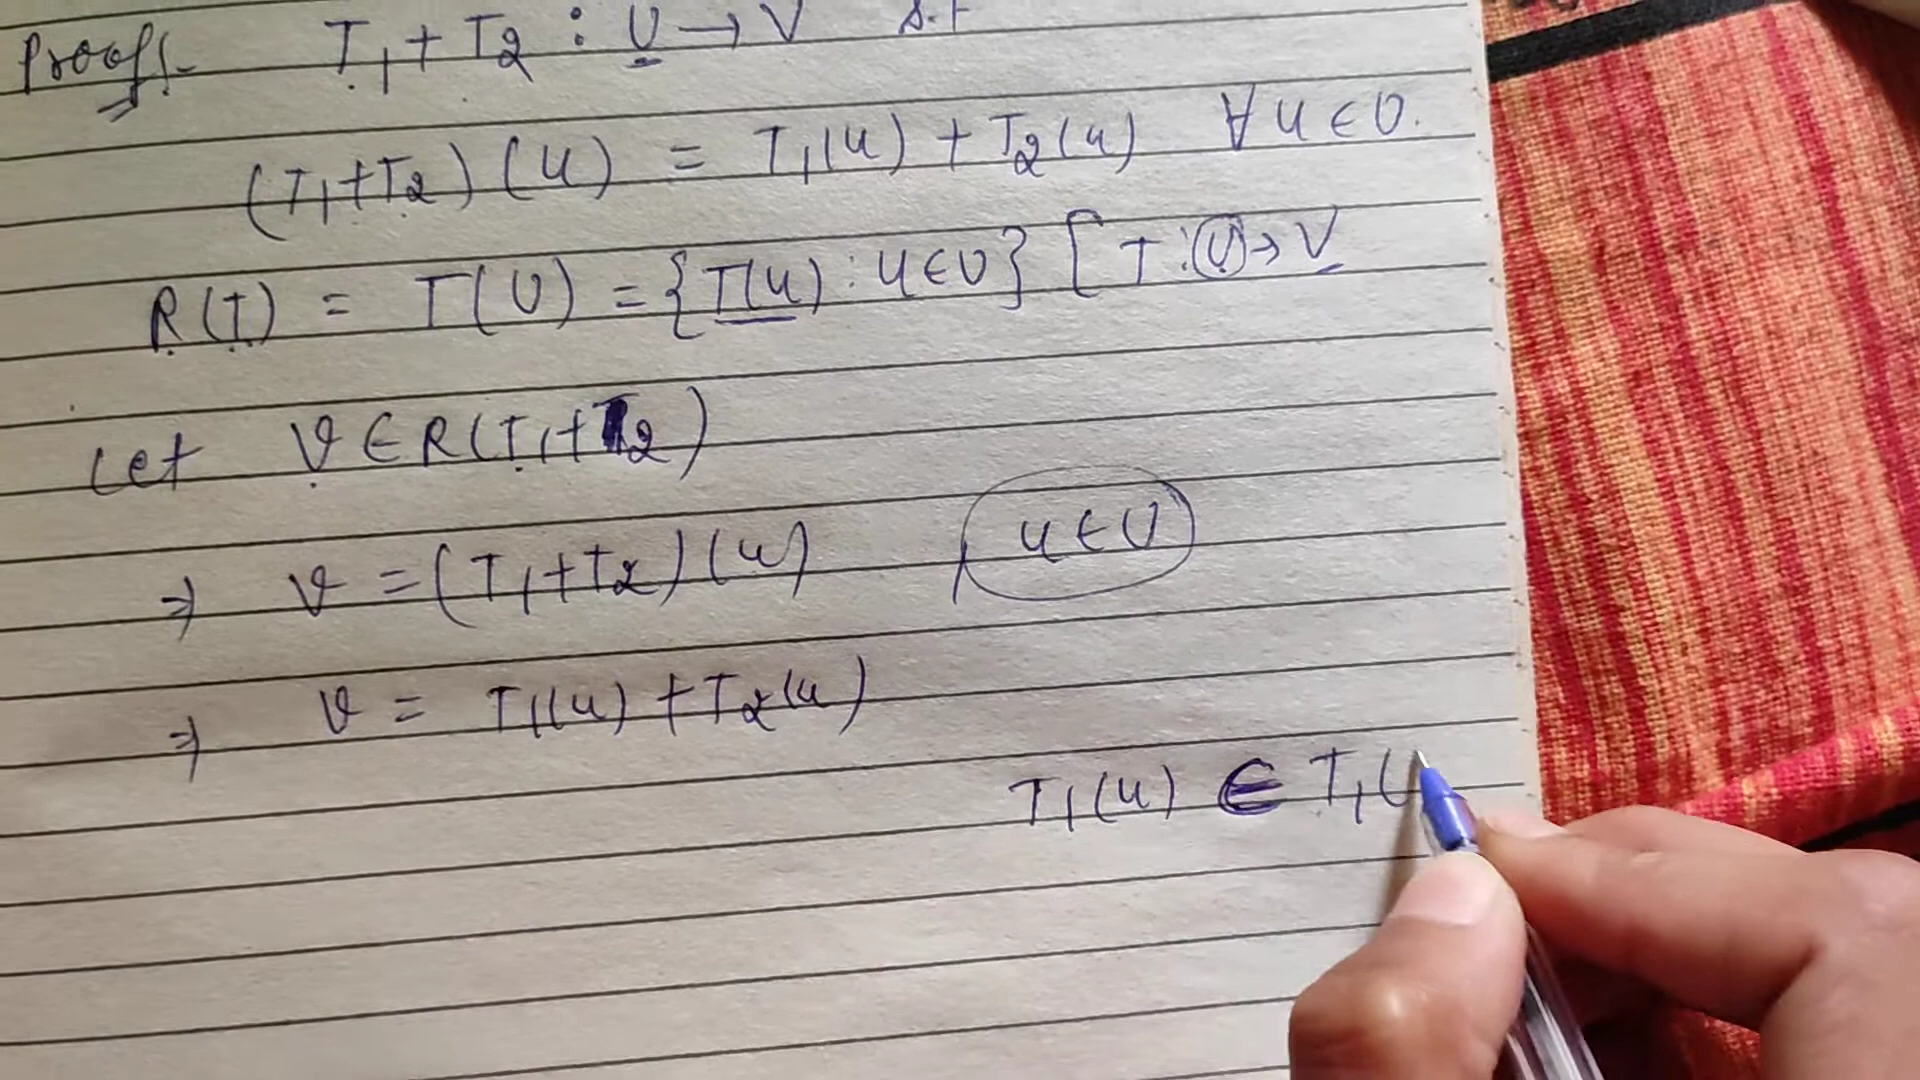 Proof:- T₁+T₂ : U → V s.t
(T₁+T₂)(u) = T₁(u) + T₂(u) ∀ u ∈ U.
R(T) = T(U) = {T(u) : u ∈ U} [T : U → V
Let v ∈ R(T₁+T₂)
⇒ v = (T₁+T₂)(u) , u ∈ U
⇒ v = T₁(u) + T₂(u)
T₁(u) ∈ T₁(